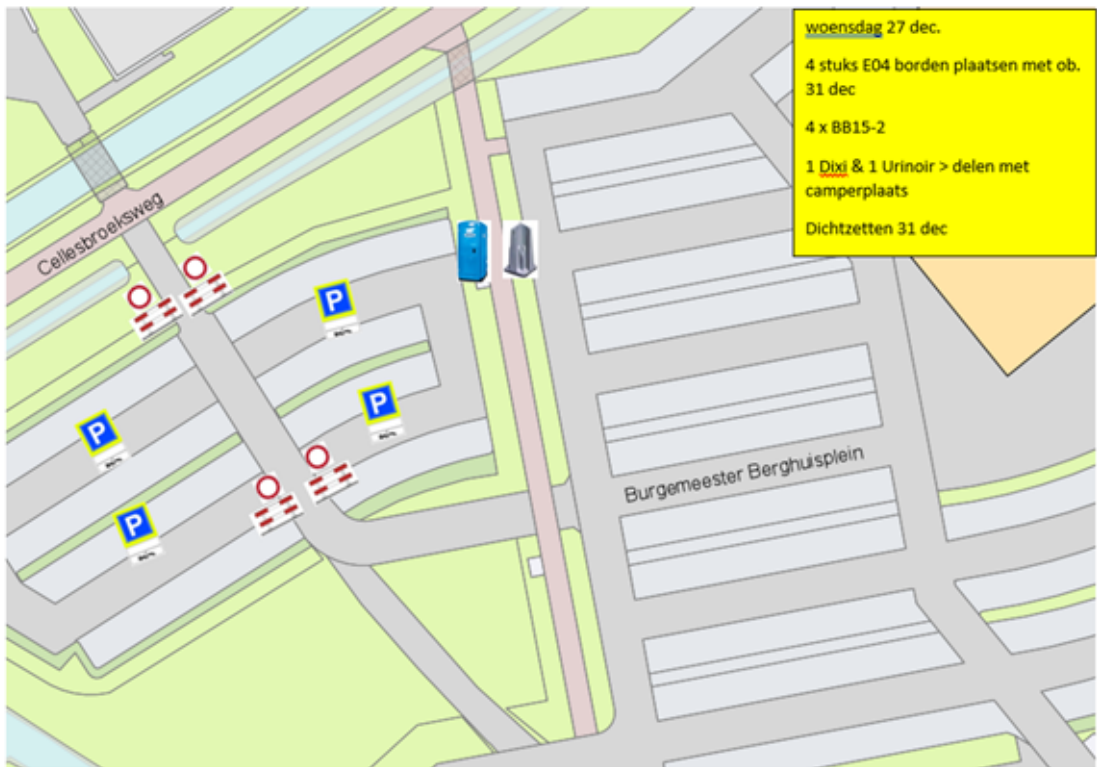 woensdag 27 dec.
4 stuks E04 borden plaatsen met ob.
31 dec
4 x BB15-2
1 Dixi & 1 Urinoir > delen met
camperplaats
Dichtzetten 31 dec
Cellesbroeksweg
P
P
P
P
Burgemeester Berghuisplein